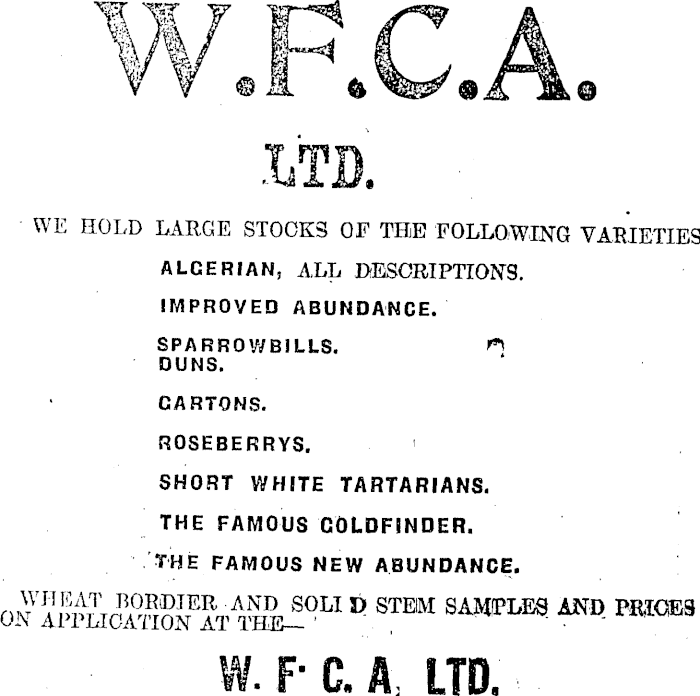 W.F.C.A.
LTD.
WE HOLD LARGE STOCKS OF THE FOLLOWING VARIETIES
ALGERIAN, ALL DESCRIPTIONS.
IMPROVED ABUNDANCE.
SPARROWBILLS.
DUNS.
GARTONS.
ROSEBERRYS.
SHORT WHITE TARTARIANS.
THE FAMOUS GOLDFINDER.
THE FAMOUS NEW ABUNDANCE.
WHEAT BORDIER AND SOLI D STEM SAMPLES AND PRICES
ON APPLICATION AT THE—
W. F. C. A, LTD.